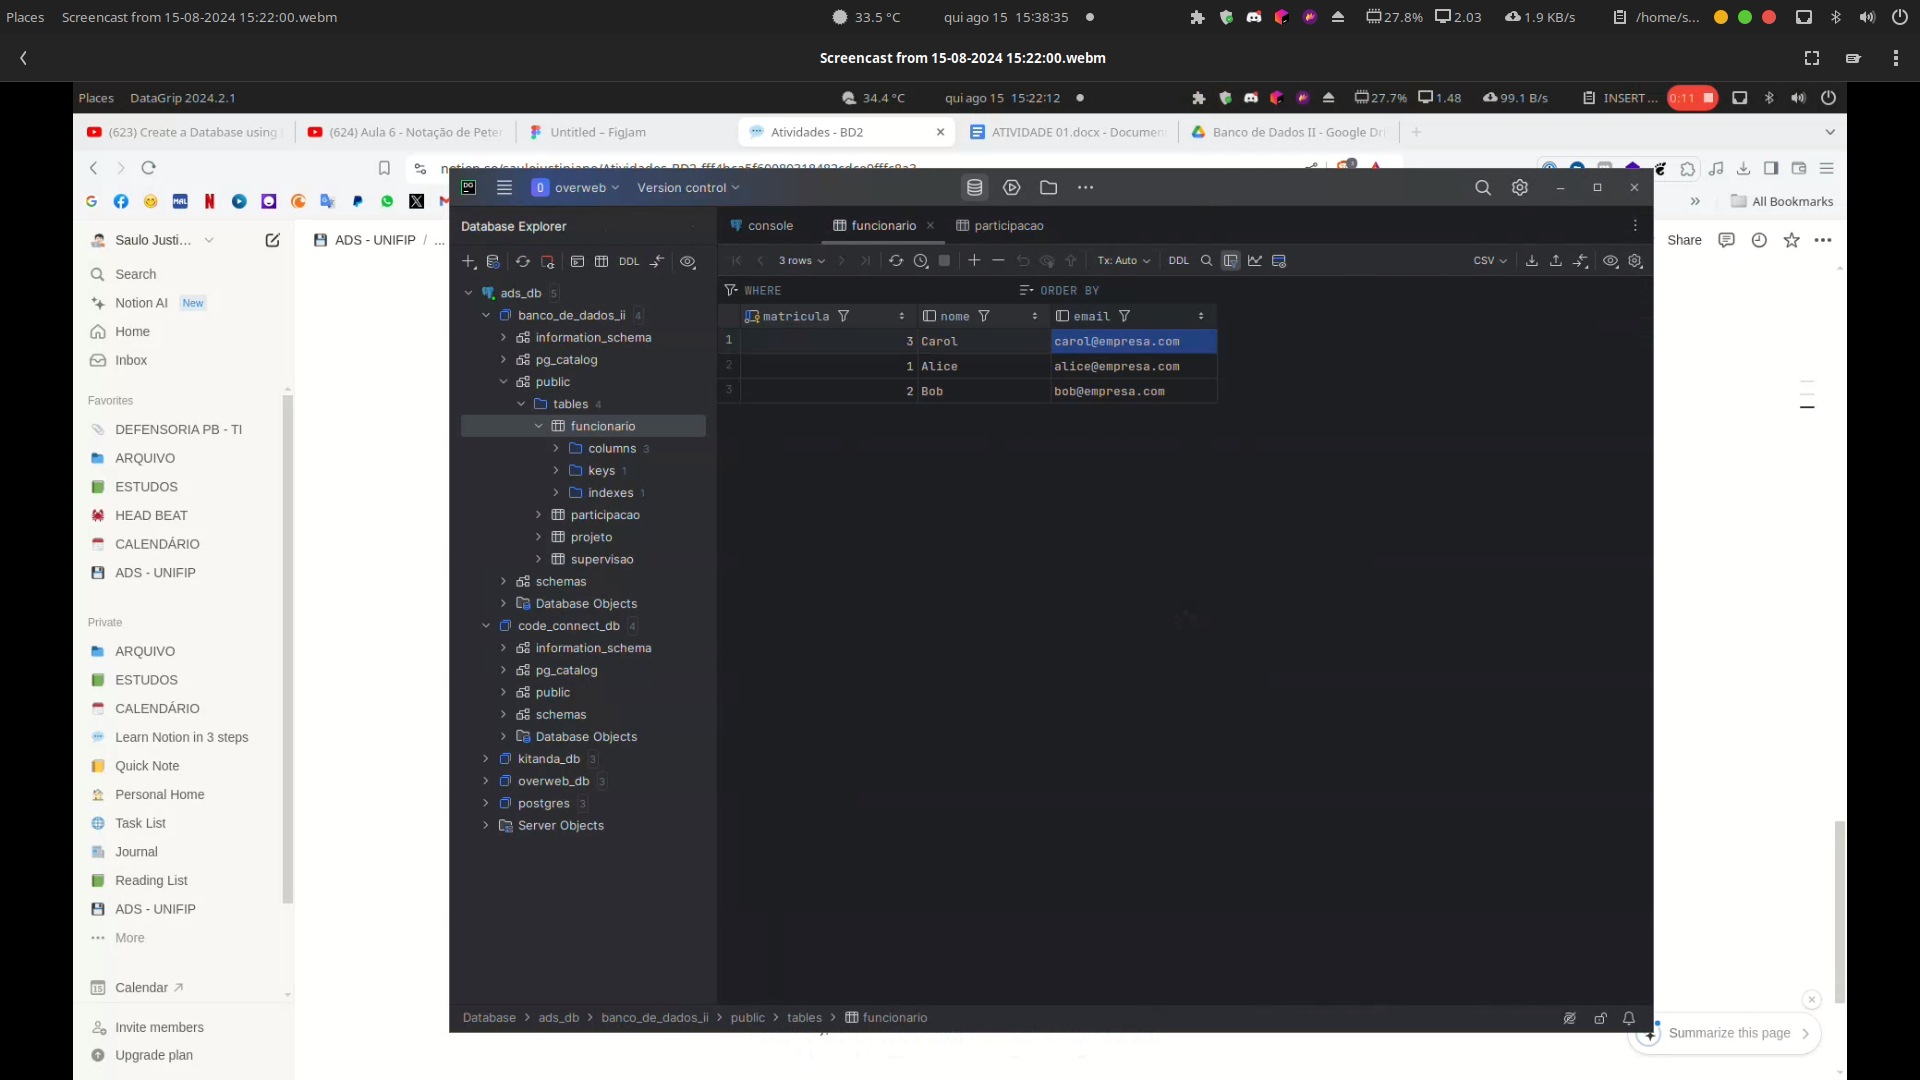 Places Screencast from 15-08-2024 15:22:00.webm 33.5 °C qui ago 15 15:38:35 27.8% 2.03 1.9 KB/s /home/s...
Screencast from 15-08-2024 15:22:00.webm
Places DataGrip 2024.2.1 34.4 °C qui ago 15 15:22:12 27.7% 1.48 99.1 B/s INSERT ... 0:11
(623) Create a Database using (624) Aula 6 - Notação de Peter Untitled – FigJam Atividades - BD2 ATIVIDADE 01.docx - Documen Banco de Dados II - Google Dri
All Bookmarks
overweb Version control
Saulo Justi... ADS - UNIFIP / ... Share
Search
Notion AI New
Home
Inbox
Favorites
DEFENSORIA PB - TI
ARQUIVO
ESTUDOS
HEAD BEAT
CALENDÁRIO
ADS - UNIFIP
Private
ARQUIVO
ESTUDOS
CALENDÁRIO
Learn Notion in 3 steps
Quick Note
Personal Home
Task List
Journal
Reading List
ADS - UNIFIP
More
Calendar
Invite members
Upgrade plan
Database Explorer
DDL
ads_db 5
banco_de_dados_ii 4
information_schema
pg_catalog
public
tables 4
funcionario
columns 3
keys 1
indexes 1
participacao
projeto
supervisao
schemas
Database Objects
code_connect_db 4
information_schema
pg_catalog
public
schemas
Database Objects
kitanda_db 3
overweb_db 3
postgres 3
Server Objects
console funcionario participacao
3 rows Tx: Auto DDL CSV
WHERE ORDER BY
matricula nome email
1 3 Carol carol@empresa.com
2 1 Alice alice@empresa.com
3 2 Bob bob@empresa.com
Database > ads_db > banco_de_dados_ii > public > tables > funcionario
Summarize this page